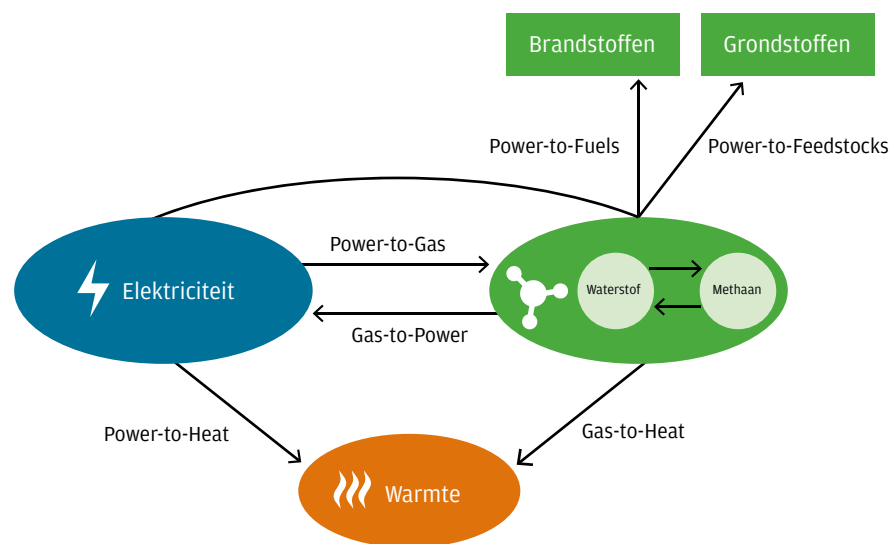 Brandstoffen
Grondstoffen
Power-to-Fuels
Power-to-Feedstocks
Power-to-Gas
Elektriciteit
Waterstof
Methaan
Gas-to-Power
Power-to-Heat
Gas-to-Heat
Warmte